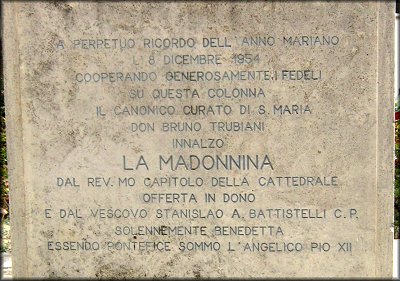 A PERPETUO RICORDO DELL'ANNO MARIANO
L' 8 DICEMBRE 1954
COOPERANDO GENEROSAMENTE I FEDELI
SU QUESTA COLONNA
IL CANONICO CURATO DI S. MARIA
DON BRUNO TRUBIANI
INNALZO
LA MADONNINA
DAL REV. MO CAPITOLO DELLA CATTEDRALE
OFFERTA IN DONO
E DAL VESCOVO STANISLAO A. BATTISTELLI C. P.
SOLENNEMENTE BENEDETTA
ESSENDO PONTEFICE SOMMO L'ANGELICO PIO XII